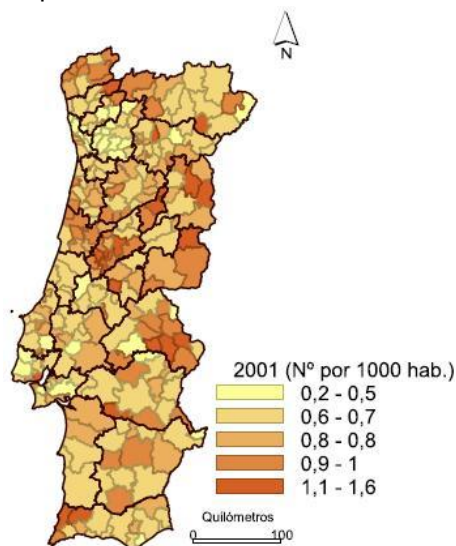 N
2001 (Nº por 1000 hab.)
0,2 - 0,5
0,6 - 0,7
0,8 - 0,8
0,9 - 1
1,1 - 1,6
Quilómetros
0 100